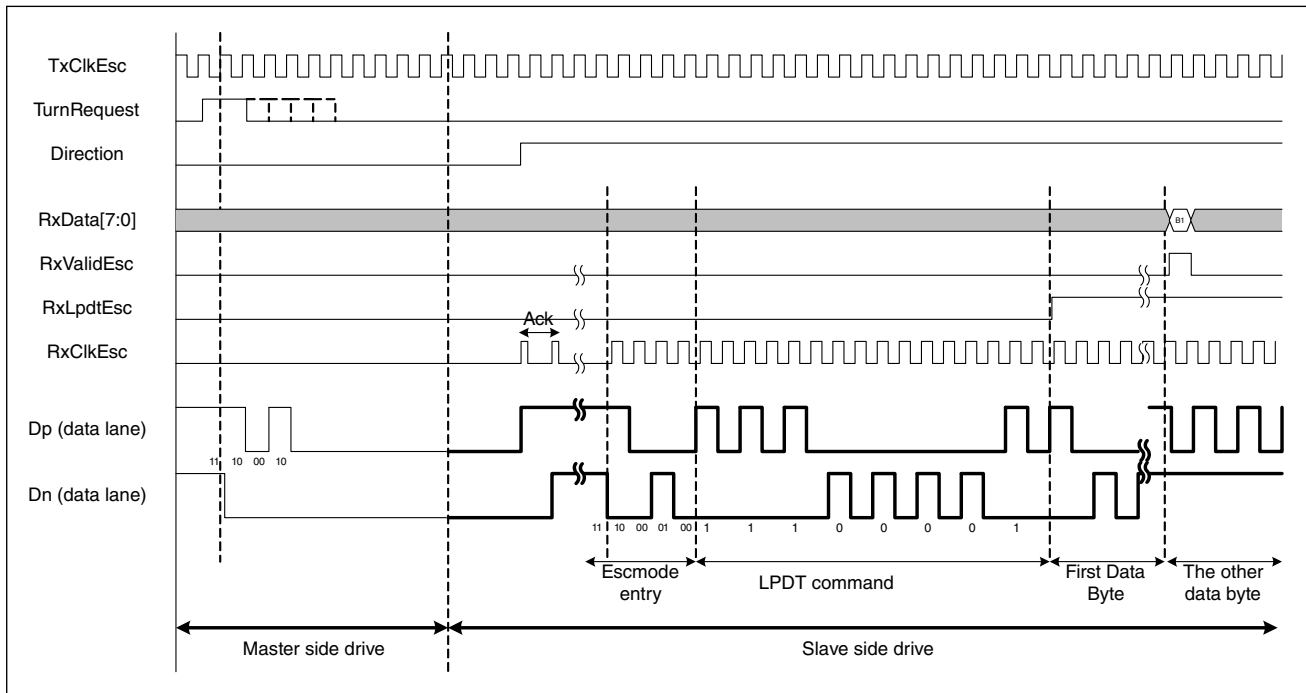 TxClkEsc
TurnRequest
Direction
RxData[7:0]
B1
RxValidEsc
RxLpdtEsc
Ack
RxClkEsc
Dp (data lane)
11 10 00 10
Dn (data lane)
11 10 00 01 00 1 1 1 0 0 0 0 1
Escmode
entry
LPDT command
First Data
Byte
The other
data byte
Master side drive
Slave side drive